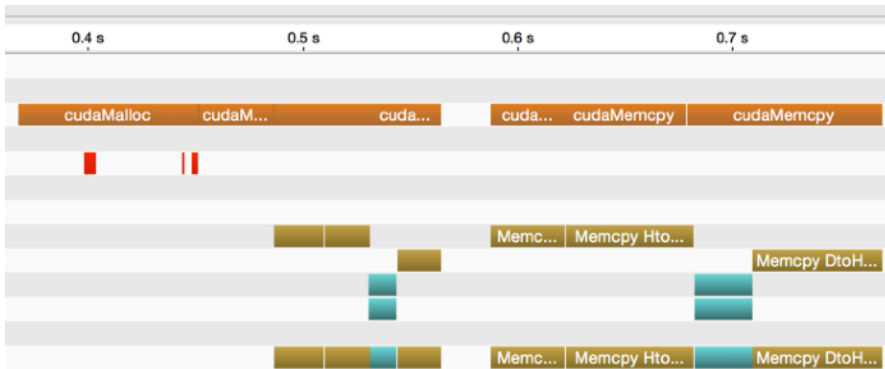 0.4 s 0.5 s 0.6 s 0.7 s
cudaMalloc cudaM... cuda... cuda... cudaMemcpy cudaMemcpy
Memc... Memcpy Hto...
Memcpy DtoH...
Memc... Memcpy Hto... Memcpy DtoH...